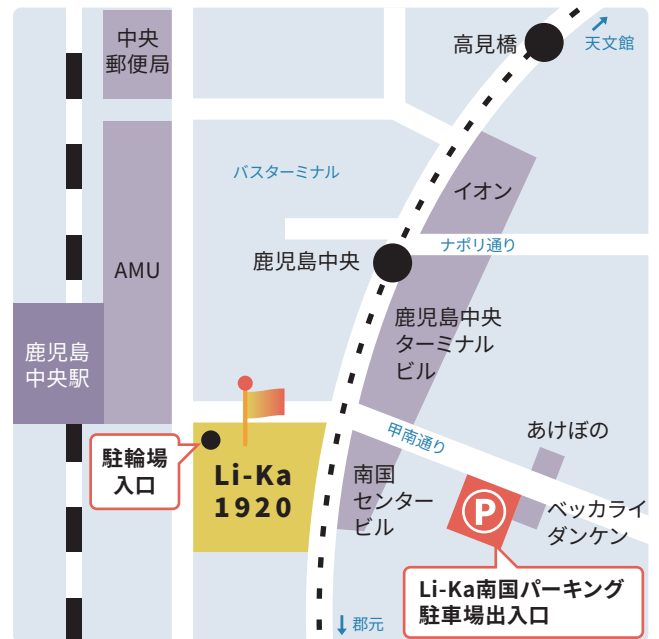 中央
郵便局
高見橋
天文館
バスターミナル
イオン
ナポリ通り
鹿児島中央
AMU
鹿児島中央
ターミナル
ビル
鹿児島
中央駅
甲南通り
あけぼの
駐輪場
入口
Li-Ka
1920
南国
センター
ビル
P
ベッカライ
ダンケン
Li-Ka南国パーキング
駐車場出入口
郡元